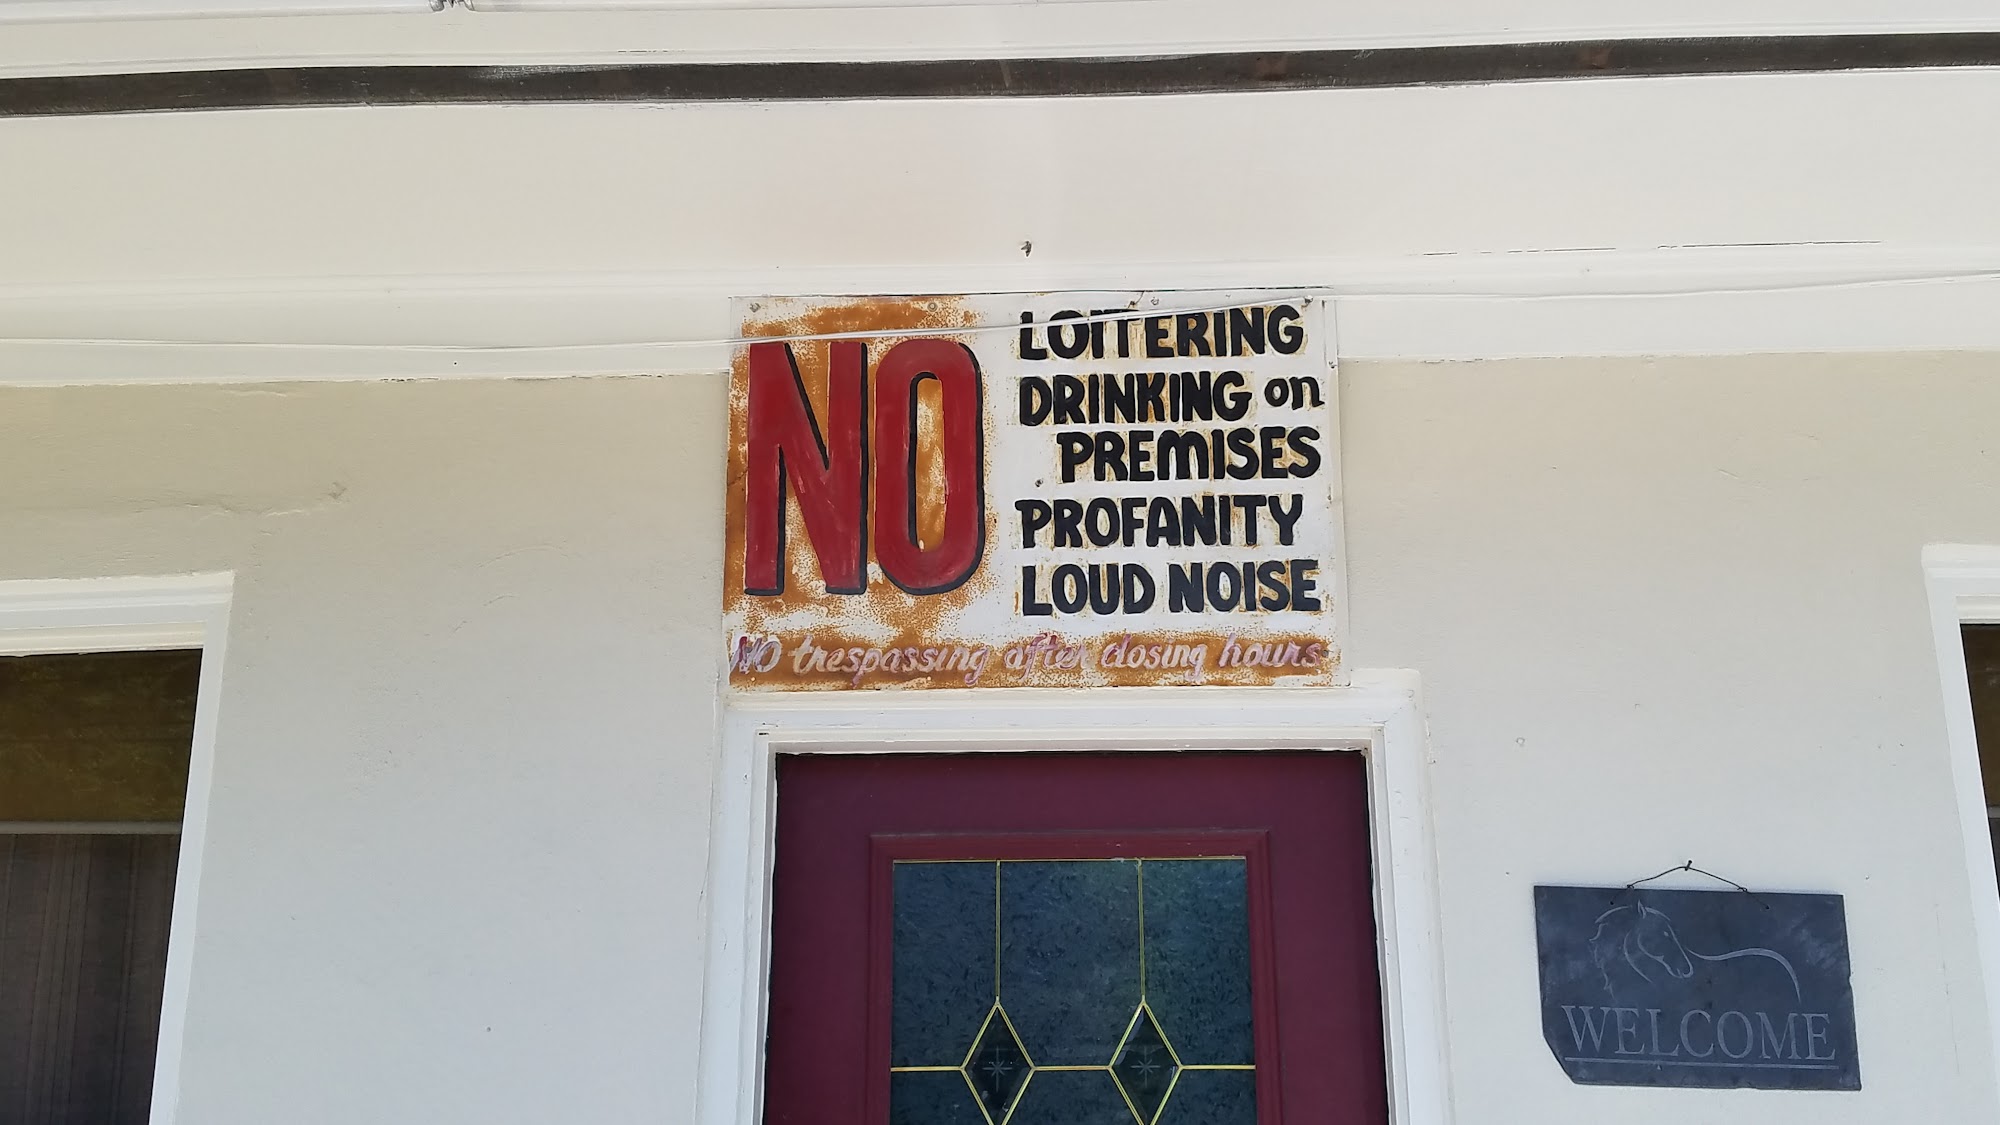 NO
LOITERING
DRINKING on
PREMISES
PROFANITY
LOUD NOISE
NO trespassing after closing hours
WELCOME